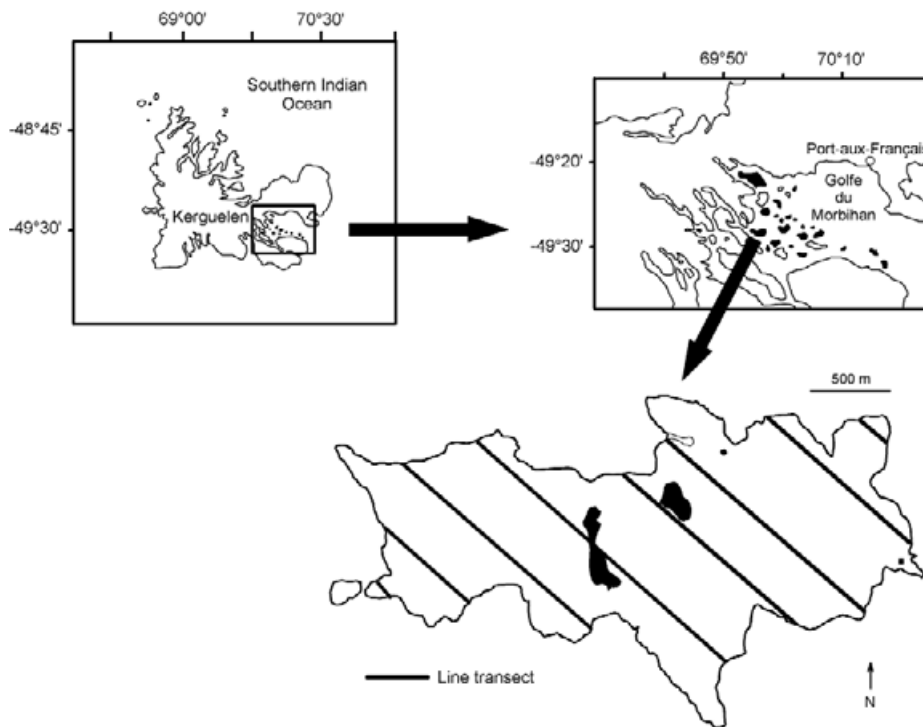 69°00'
70°30'
Southern Indian
Ocean
-48°45'
Kerguelen
-49°30'
69°50'
70°10'
Port-aux-Français
-49°20'
Golfe
du
Morbihan
-49°30'
500 m
Line transect
N